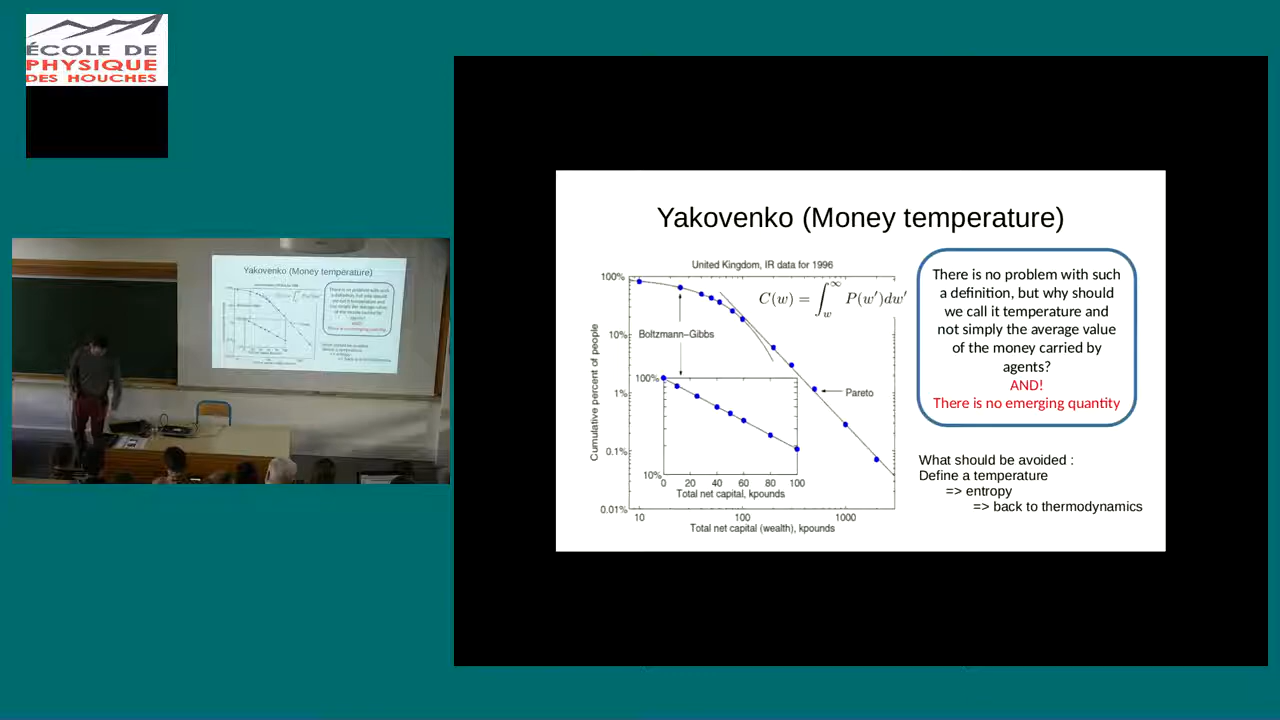 ÉCOLE DE
PHYSIQUE
DES HOUCHES
Yakovenko (Money temperature)
United Kingdom, IR data for 1996
100%
10%
1%
0.1%
0.01%
Cumulative percent of people
C(w) = ∫_w^∞ P(w′)dw′
Boltzmann–Gibbs
Pareto
100%
10%
0 20 40 60 80 100
Total net capital, kpounds
10 100 1000
Total net capital (wealth), kpounds
There is no problem with such
a definition, but why should
we call it temperature and
not simply the average value
of the money carried by
agents?
AND!
There is no emerging quantity
What should be avoided :
Define a temperature
=> entropy
=> back to thermodynamics
Yakovenko (Money temperature)